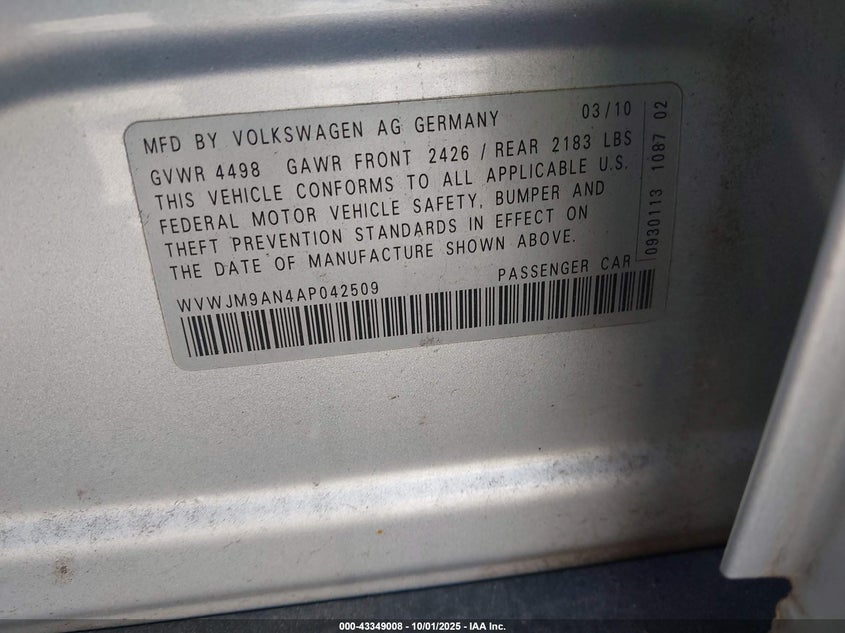 MFD BY VOLKSWAGEN AG GERMANY 03/10
GVWR 4498 GAWR FRONT 2426 / REAR 2183 LBS
THIS VEHICLE CONFORMS TO ALL APPLICABLE U.S.
FEDERAL MOTOR VEHICLE SAFETY, BUMPER AND
THEFT PREVENTION STANDARDS IN EFFECT ON
THE DATE OF MANUFACTURE SHOWN ABOVE.
WVWJM9AN4AP042509 PASSENGER CAR
0930113 1087 02
000-43349008 - 10/01/2025 - IAA Inc.